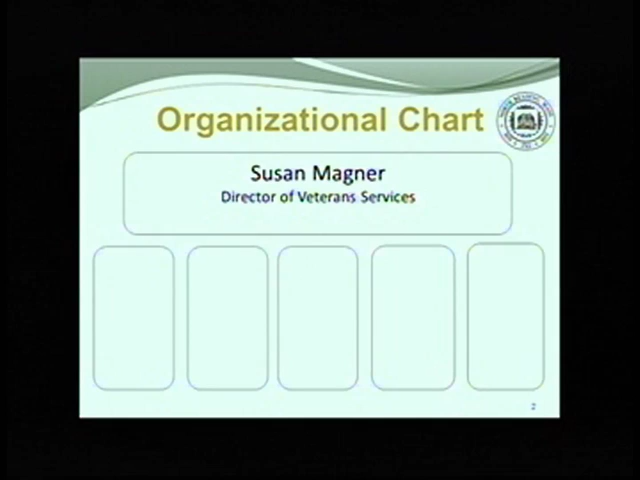 Organizational Chart
Susan Magner
Director of Veterans Services
2